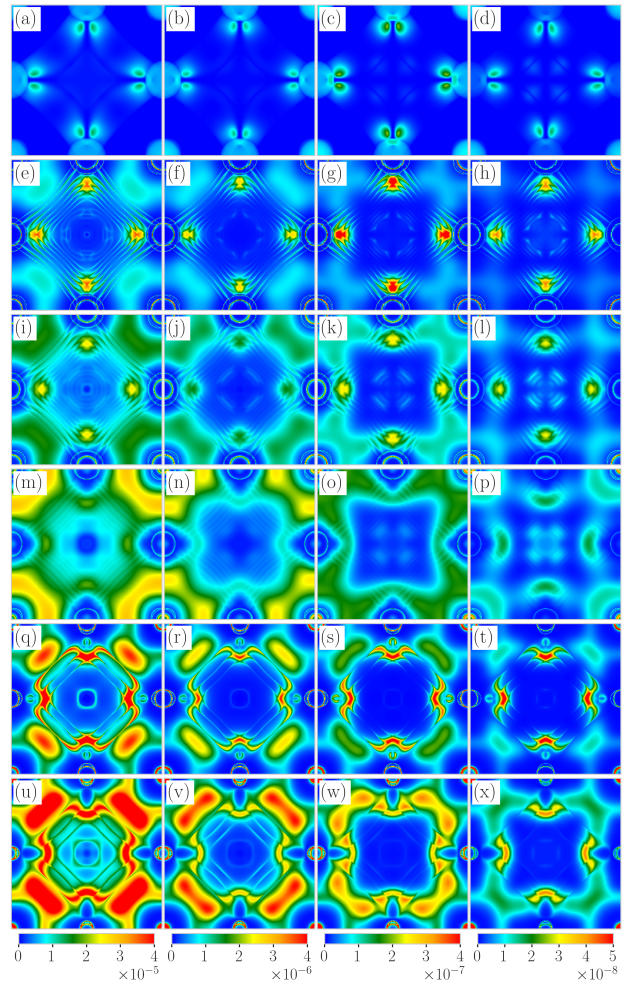 (a) (b) (c) (d)
(e) (f) (g) (h)
(i) (j) (k) (l)
(m) (n) (o) (p)
(q) (r) (s) (t)
(u) (v) (w) (x)
0 1 2 3 4 0 1 2 3 4 0 1 2 3 4 0 1 2 3 4 5
×10⁻⁵ ×10⁻⁶ ×10⁻⁷ ×10⁻⁸